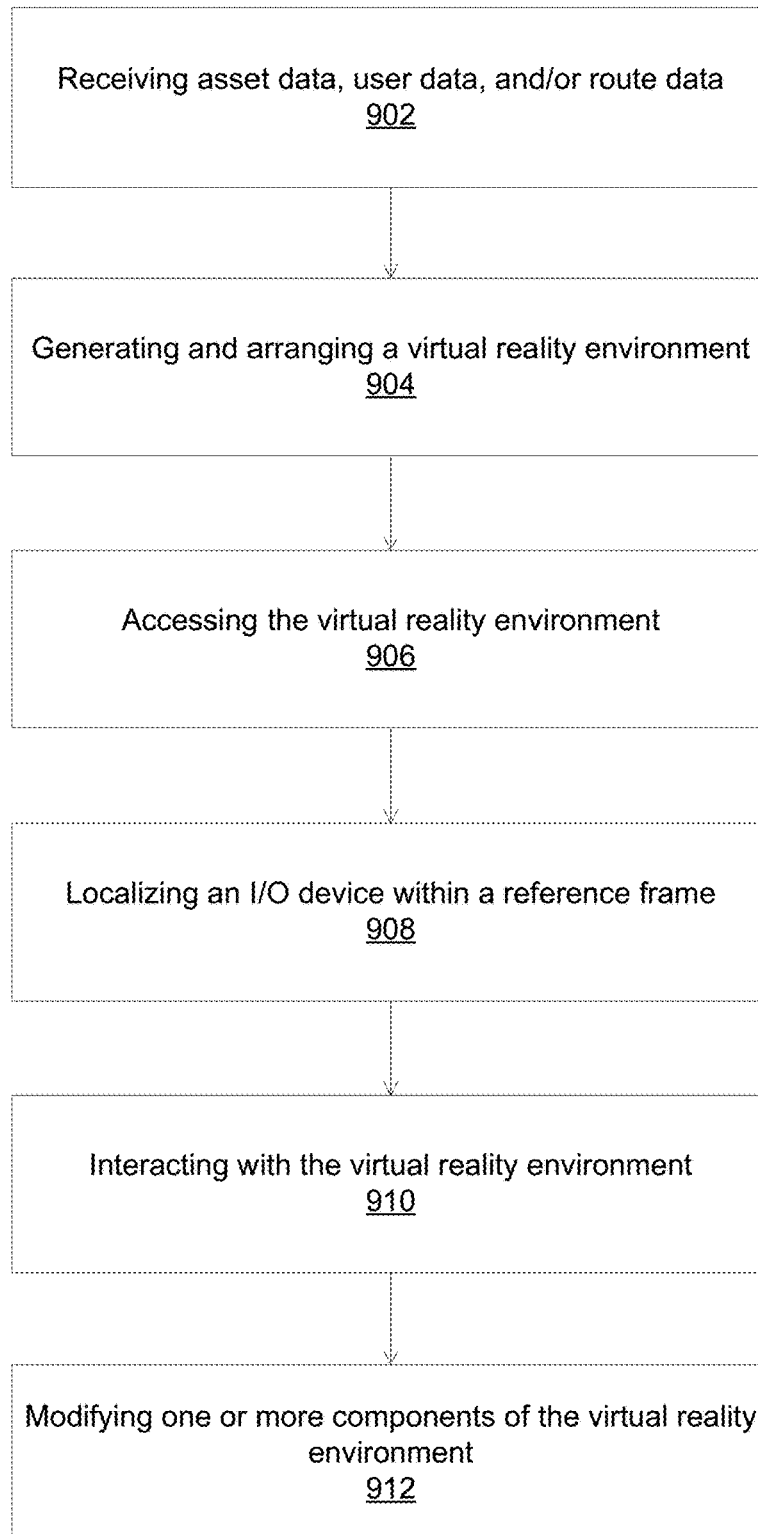 Receiving asset data, user data, and/or route data
902
Generating and arranging a virtual reality environment
904
Accessing the virtual reality environment
906
Localizing an I/O device within a reference frame
908
Interacting with the virtual reality environment
910
Modifying one or more components of the virtual reality
environment
912